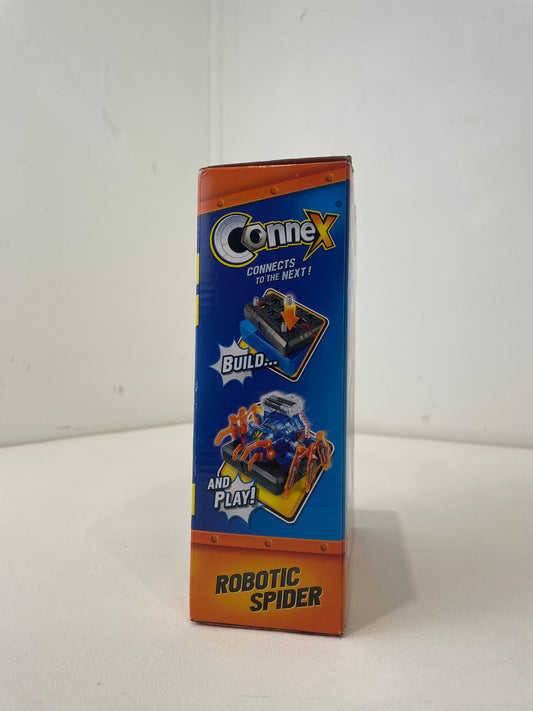 ConneX
®
CONNECTS
TO THE NEXT!
BUILD...
AND
PLAY!
ROBOTIC
SPIDER